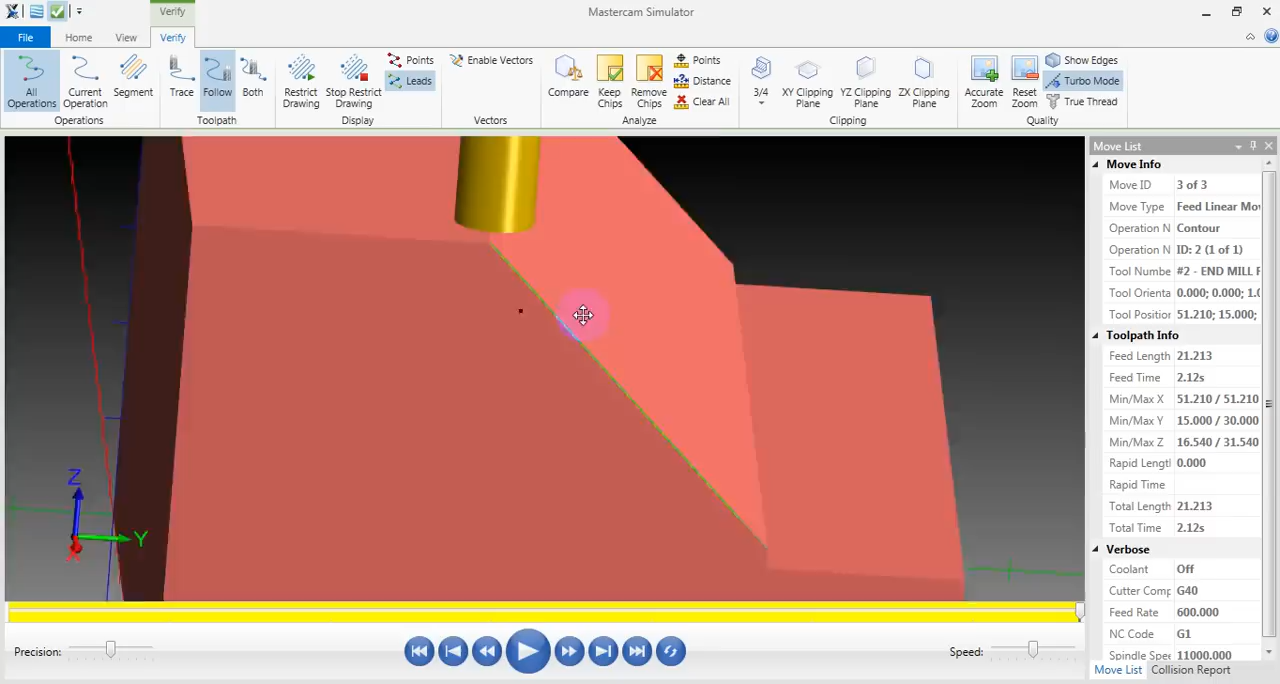 Verify
Mastercam Simulator
File Home View Verify
All Operations
Current Operation
Segment
Operations
Trace
Follow
Both
Toolpath
Restrict Drawing
Points
Leads
Display
Enable Vectors
Vectors
Compare
Keep Chips
Remove Chips
Points
Distance
Clear All
Analyze
3/4
XY Clipping Plane
YZ Clipping Plane
ZX Clipping Plane
Clipping
Accurate Zoom
Reset Zoom
Show Edges
Turbo Mode
True Thread
Quality
Move List
Move Info
Move ID 3 of 3
Move Type Feed Linear Mov
Operation N Contour
Operation N ID: 2 (1 of 1)
Tool Numbe #2 - END MILL F
Tool Orienta 0.000; 0.000; 1.0
Tool Position 51.210; 15.000;
Toolpath Info
Feed Length 21.213
Feed Time 2.12s
Min/Max X 51.210 / 51.210
Min/Max Y 15.000 / 30.000
Min/Max Z 16.540 / 31.540
Rapid Length 0.000
Rapid Time
Total Length 21.213
Total Time 2.12s
Verbose
Coolant Off
Cutter Comp G40
Feed Rate 600.000
NC Code G1
Spindle Spee 11000.000
Move List Collision Report
Z
Y
X
Precision:
Speed: